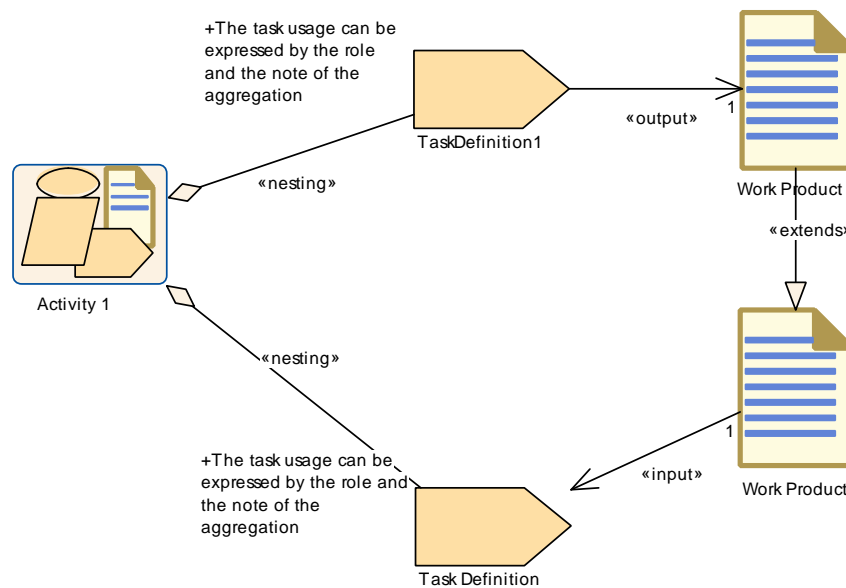 +The task usage can be
expressed by the role
and the note of the
aggregation
TaskDefinition1
«output»
1
Work Product
«nesting»
«extends»
Activity 1
«nesting»
1
+The task usage can be
expressed by the role and
the note of the
aggregation
«input»
Work Product
Task Definition